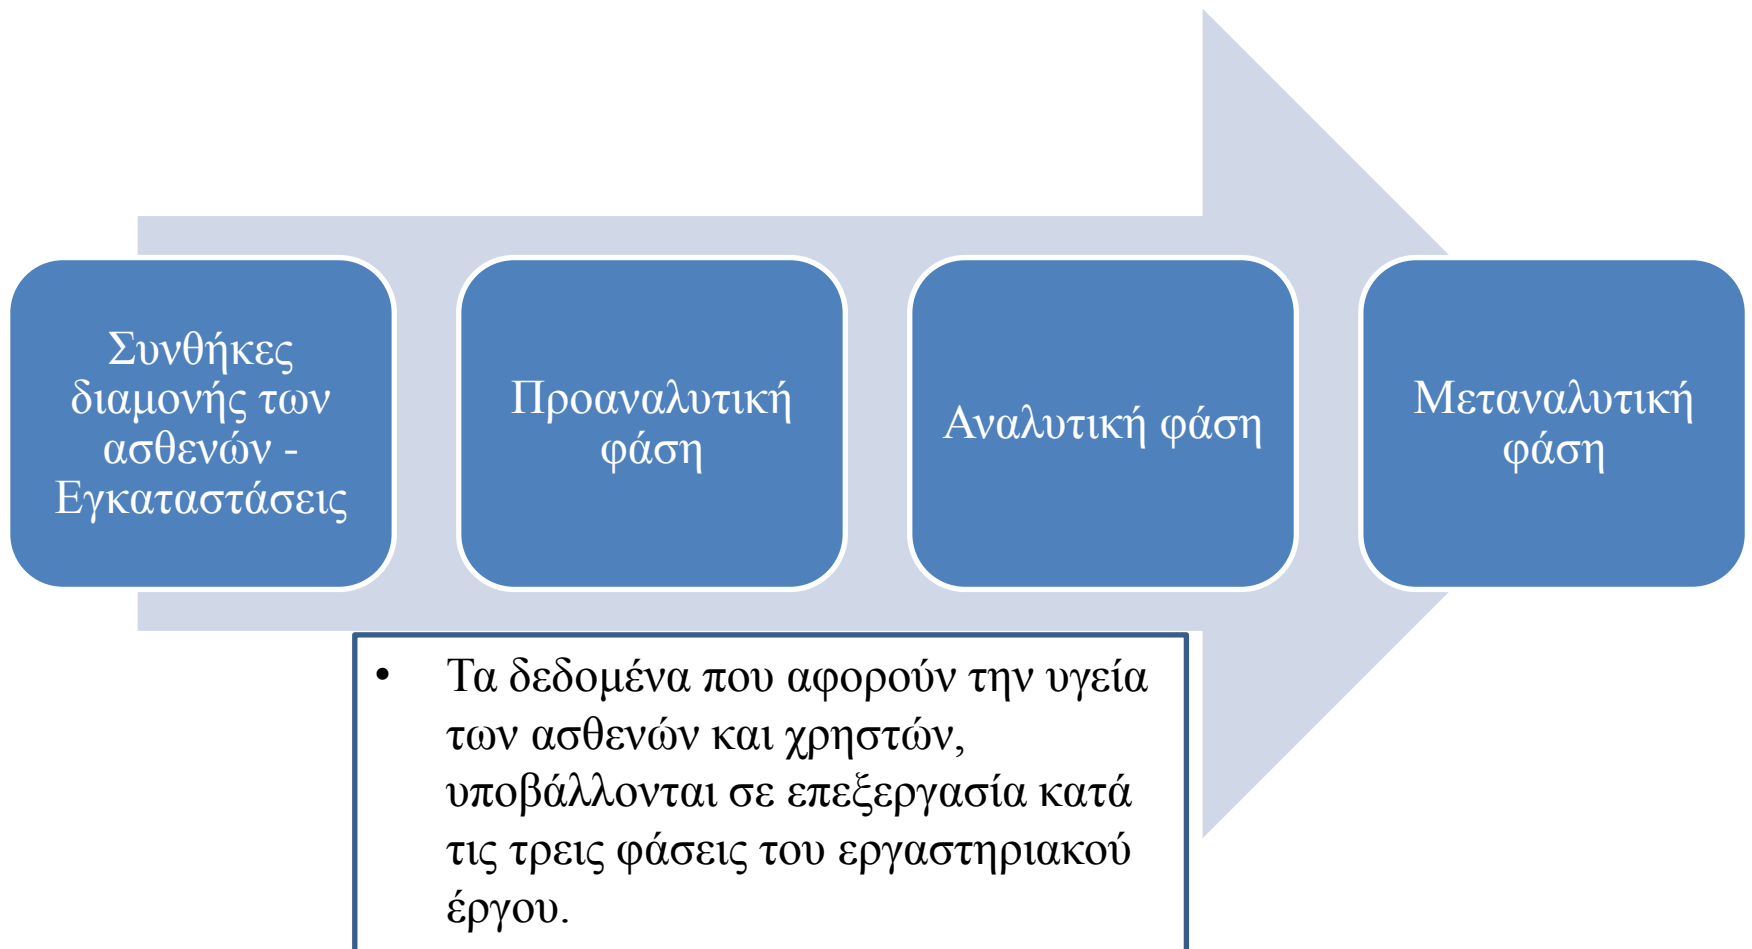 Συνθήκες
διαμονής των
ασθενών -
Εγκαταστάσεις
Προαναλυτική
φάση
Αναλυτική φάση
Μεταναλυτική
φάση
• Τα δεδομένα που αφορούν την υγεία
των ασθενών και χρηστών,
υποβάλλονται σε επεξεργασία κατά
τις τρεις φάσεις του εργαστηριακού
έργου.